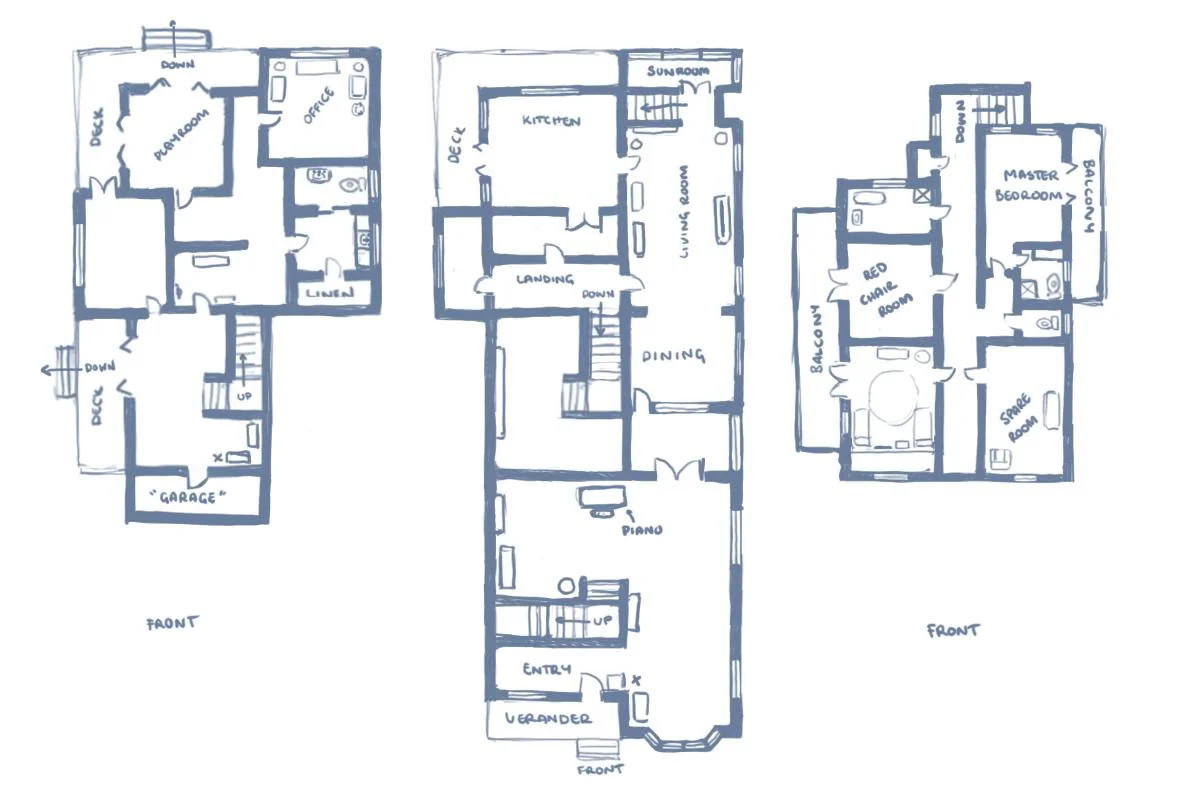 DOWN
DECK
PLAYROOM
OFFICE
LINEN
DOWN
DECK
UP
x
"GARAGE"
FRONT
SUNROOM
KITCHEN
DECK
LIVING ROOM
LANDING
DOWN
DINING
PIANO
UP
ENTRY
x
VERANDER
FRONT
DOWN
MASTER
BEDROOM
BALCONY
RED
CHAIR
ROOM
BALCONY
SPARE
ROOM
FRONT